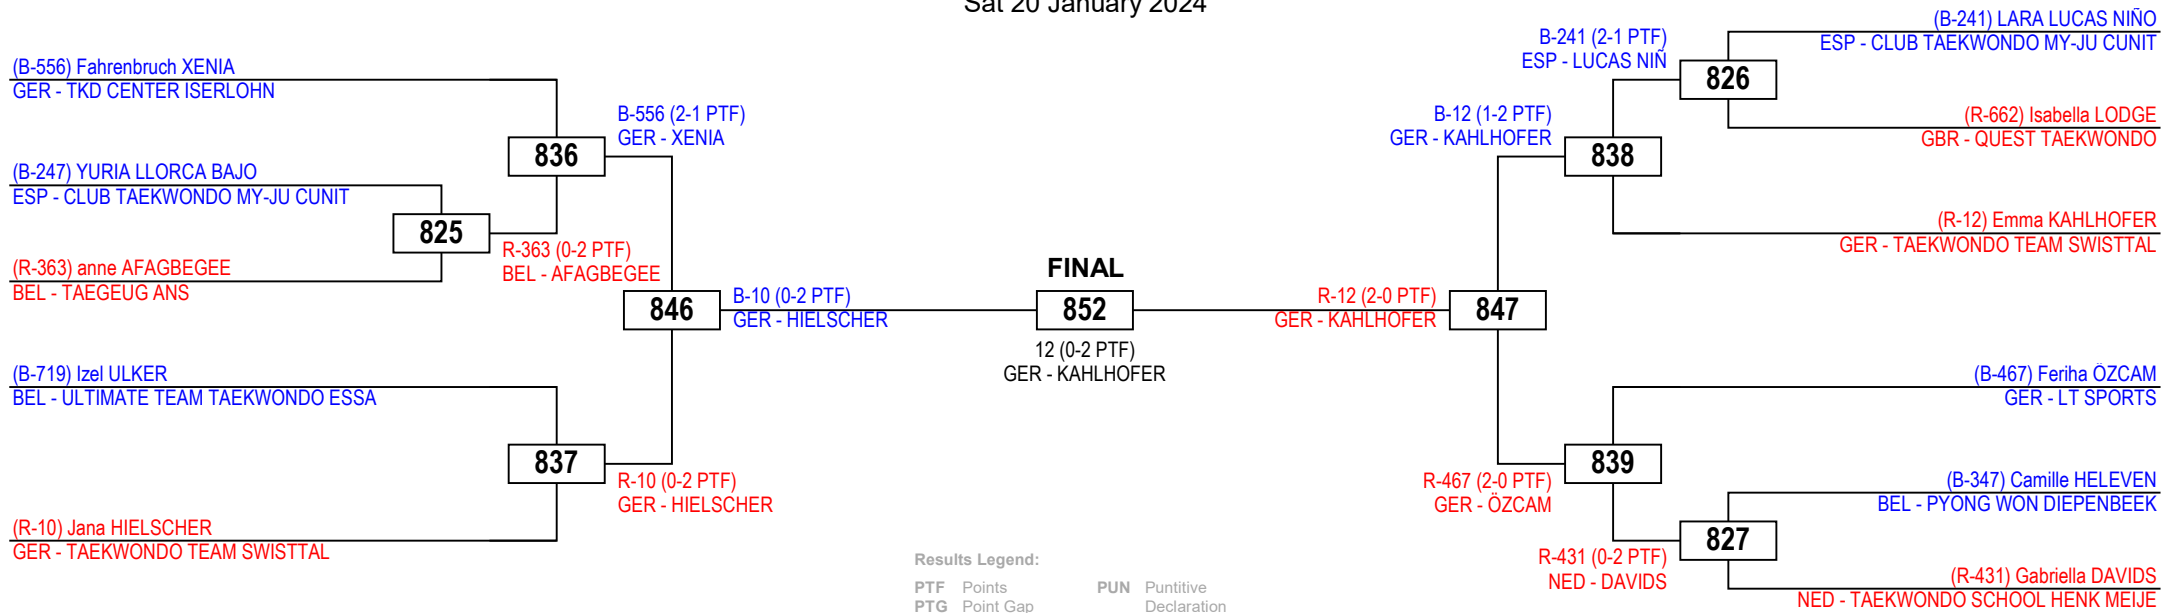 Sat 20 January 2024
(B-556) Fahrenbruch XENIA
GER - TKD CENTER ISERLOHN
(B-247) YURIA LLORCA BAJO
ESP - CLUB TAEKWONDO MY-JU CUNIT
(R-363) anne AFAGBEGEE
BEL - TAEGEUG ANS
(B-719) Izel ULKER
BEL - ULTIMATE TEAM TAEKWONDO ESSA
(R-10) Jana HIELSCHER
GER - TAEKWONDO TEAM SWISTTAL
825
R-363 (0-2 PTF)
BEL - AFAGBEGEE
836
B-556 (2-1 PTF)
GER - XENIA
837
R-10 (0-2 PTF)
GER - HIELSCHER
846
B-10 (0-2 PTF)
GER - HIELSCHER
FINAL
852
12 (0-2 PTF)
GER - KAHLHOFER
R-12 (2-0 PTF)
GER - KAHLHOFER
847
B-12 (1-2 PTF)
GER - KAHLHOFER
838
R-467 (2-0 PTF)
GER - ÖZCAM
839
B-241 (2-1 PTF)
ESP - LUCAS NIÑ
826
R-431 (0-2 PTF)
NED - DAVIDS
827
(B-241) LARA LUCAS NIÑO
ESP - CLUB TAEKWONDO MY-JU CUNIT
(R-662) Isabella LODGE
GBR - QUEST TAEKWONDO
(R-12) Emma KAHLHOFER
GER - TAEKWONDO TEAM SWISTTAL
(B-467) Feriha ÖZCAM
GER - LT SPORTS
(B-347) Camille HELEVEN
BEL - PYONG WON DIEPENBEEK
(R-431) Gabriella DAVIDS
NED - TAEKWONDO SCHOOL HENK MEIJE
Results Legend:
PTF Points
PTG Point Gap
PUN Puntitive
Declaration